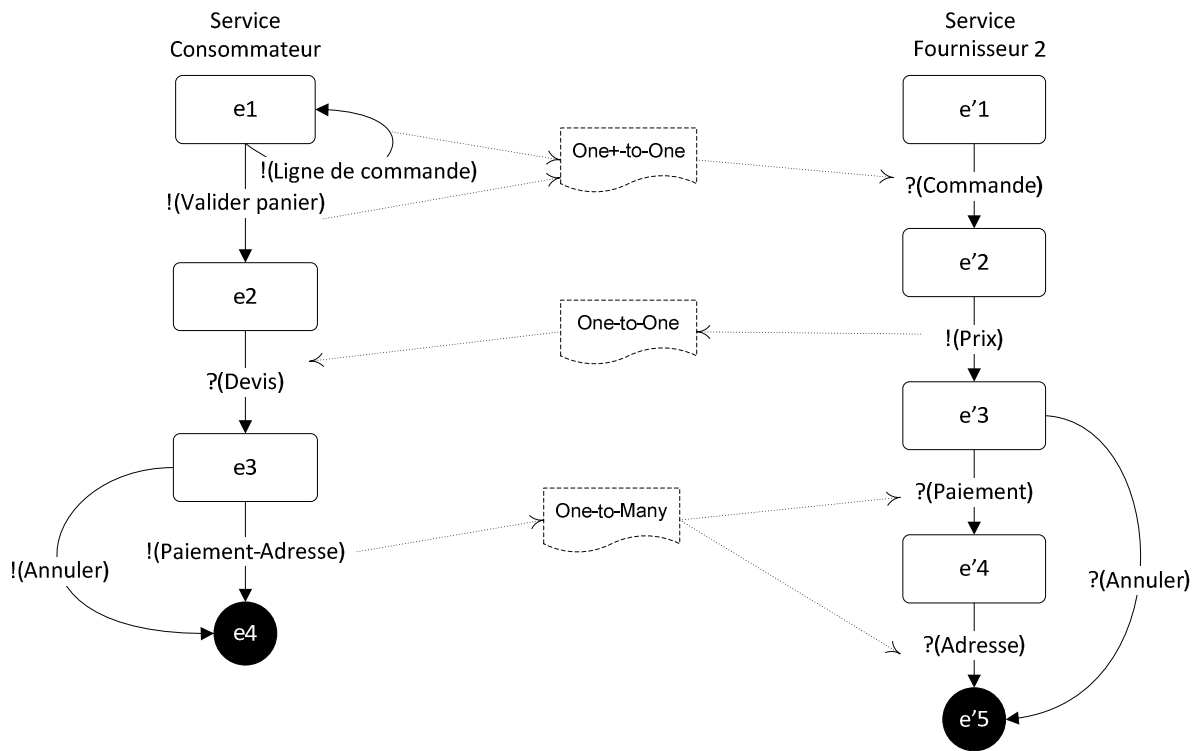 Service
Consommateur
Service
Fournisseur 2
e1
e'1
One+-to-One
!(Ligne de commande)
?(Commande)
!(Valider panier)
e'2
e2
One-to-One
!(Prix)
?(Devis)
e'3
e3
?(Paiement)
One-to-Many
!(Paiement-Adresse)
!(Annuler)
e'4
?(Annuler)
e4
?(Adresse)
e'5